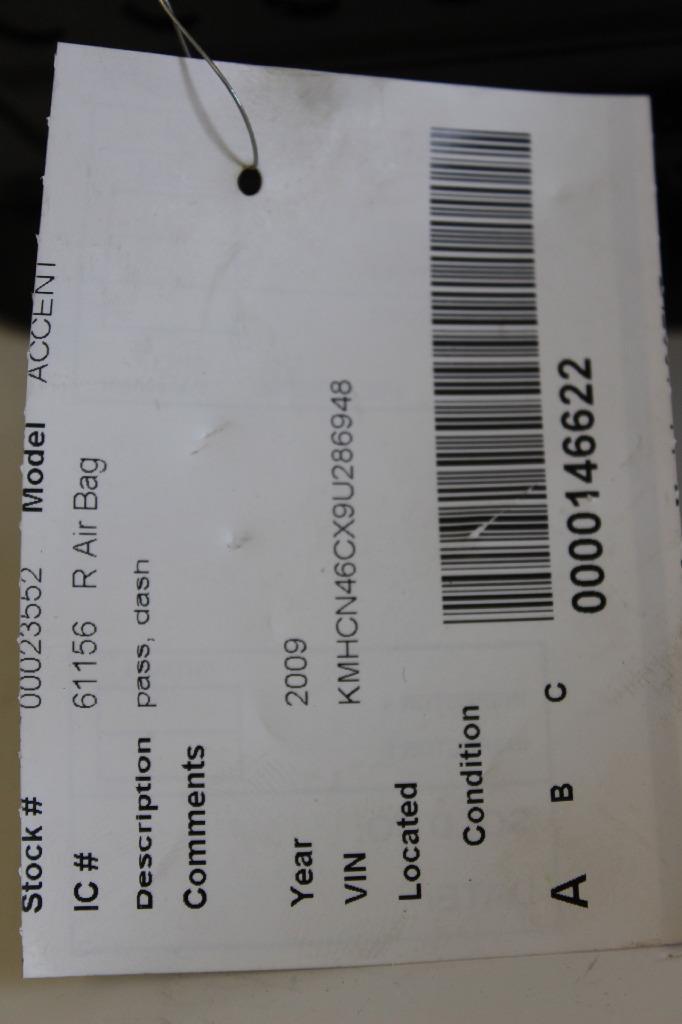 Stock # 00023552 Model ACCENT
IC # 61156 R Air Bag
Description pass, dash
Comments
Year 2009
VIN KMHCN46CX9U286948
Located
Condition
A B C
0000146622